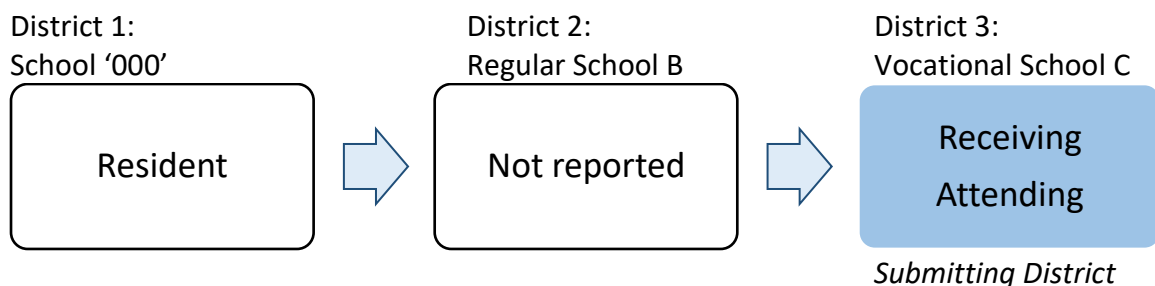 District 1:
School ‘000’
Resident
District 2:
Regular School B
Not reported
District 3:
Vocational School C
Receiving
Attending
Submitting District